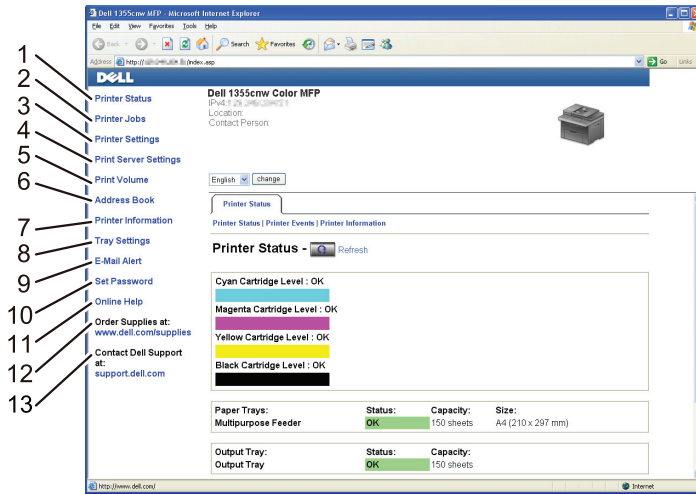 Dell 1355cnw MFP - Microsoft Internet Explorer
File Edit View Favorites Tools Help
Back Search Favorites
Address http:// /index.asp Go Links
DELL
1 Printer Status
2 Printer Jobs
3 Printer Settings
4 Print Server Settings
5 Print Volume
6 Address Book
7 Printer Information
8 Tray Settings
9 E-Mail Alert
10 Set Password
11 Online Help
12 Order Supplies at:
www.dell.com/supplies
13 Contact Dell Support
at:
support.dell.com
Dell 1355cnw Color MFP
IPv4:
Location:
Contact Person:
English change
Printer Status
Printer Status | Printer Events | Printer Information
Printer Status - Refresh
Cyan Cartridge Level : OK
Magenta Cartridge Level : OK
Yellow Cartridge Level : OK
Black Cartridge Level : OK
Paper Trays: Status: Capacity: Size:
Multipurpose Feeder OK 150 sheets A4 (210 x 297 mm)
Output Tray: Status: Capacity:
Output Tray OK 150 sheets
http://www.dell.com/ Internet